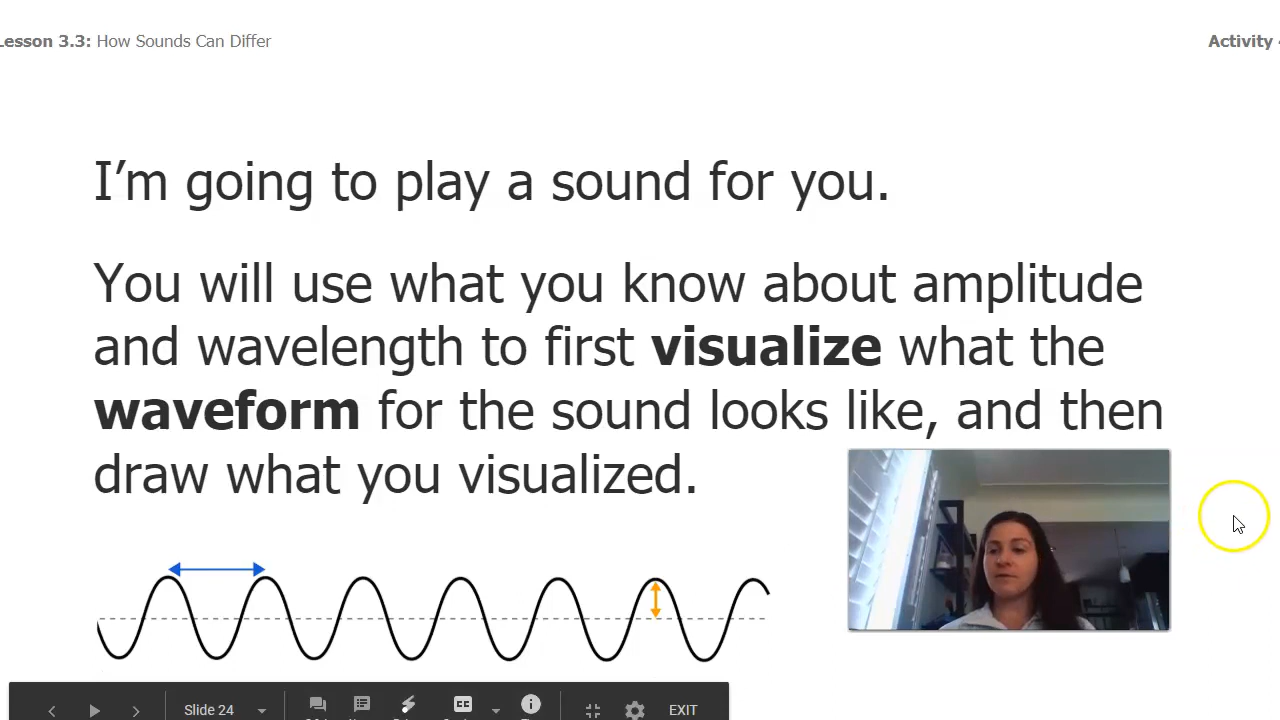 Lesson 3.3: How Sounds Can Differ
Activity
I’m going to play a sound for you.
You will use what you know about amplitude
and wavelength to first visualize what the
waveform for the sound looks like, and then
draw what you visualized.
Slide 24
CC
EXIT